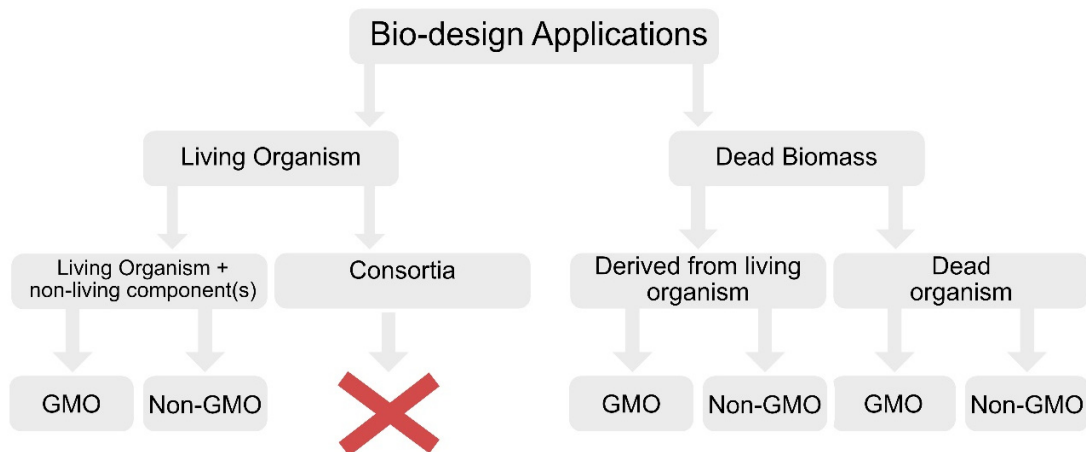 Bio-design Applications
Living Organism
Dead Biomass
Living Organism +
non-living component(s)
Consortia
Derived from living
organism
Dead
organism
GMO
Non-GMO
GMO
Non-GMO
GMO
Non-GMO